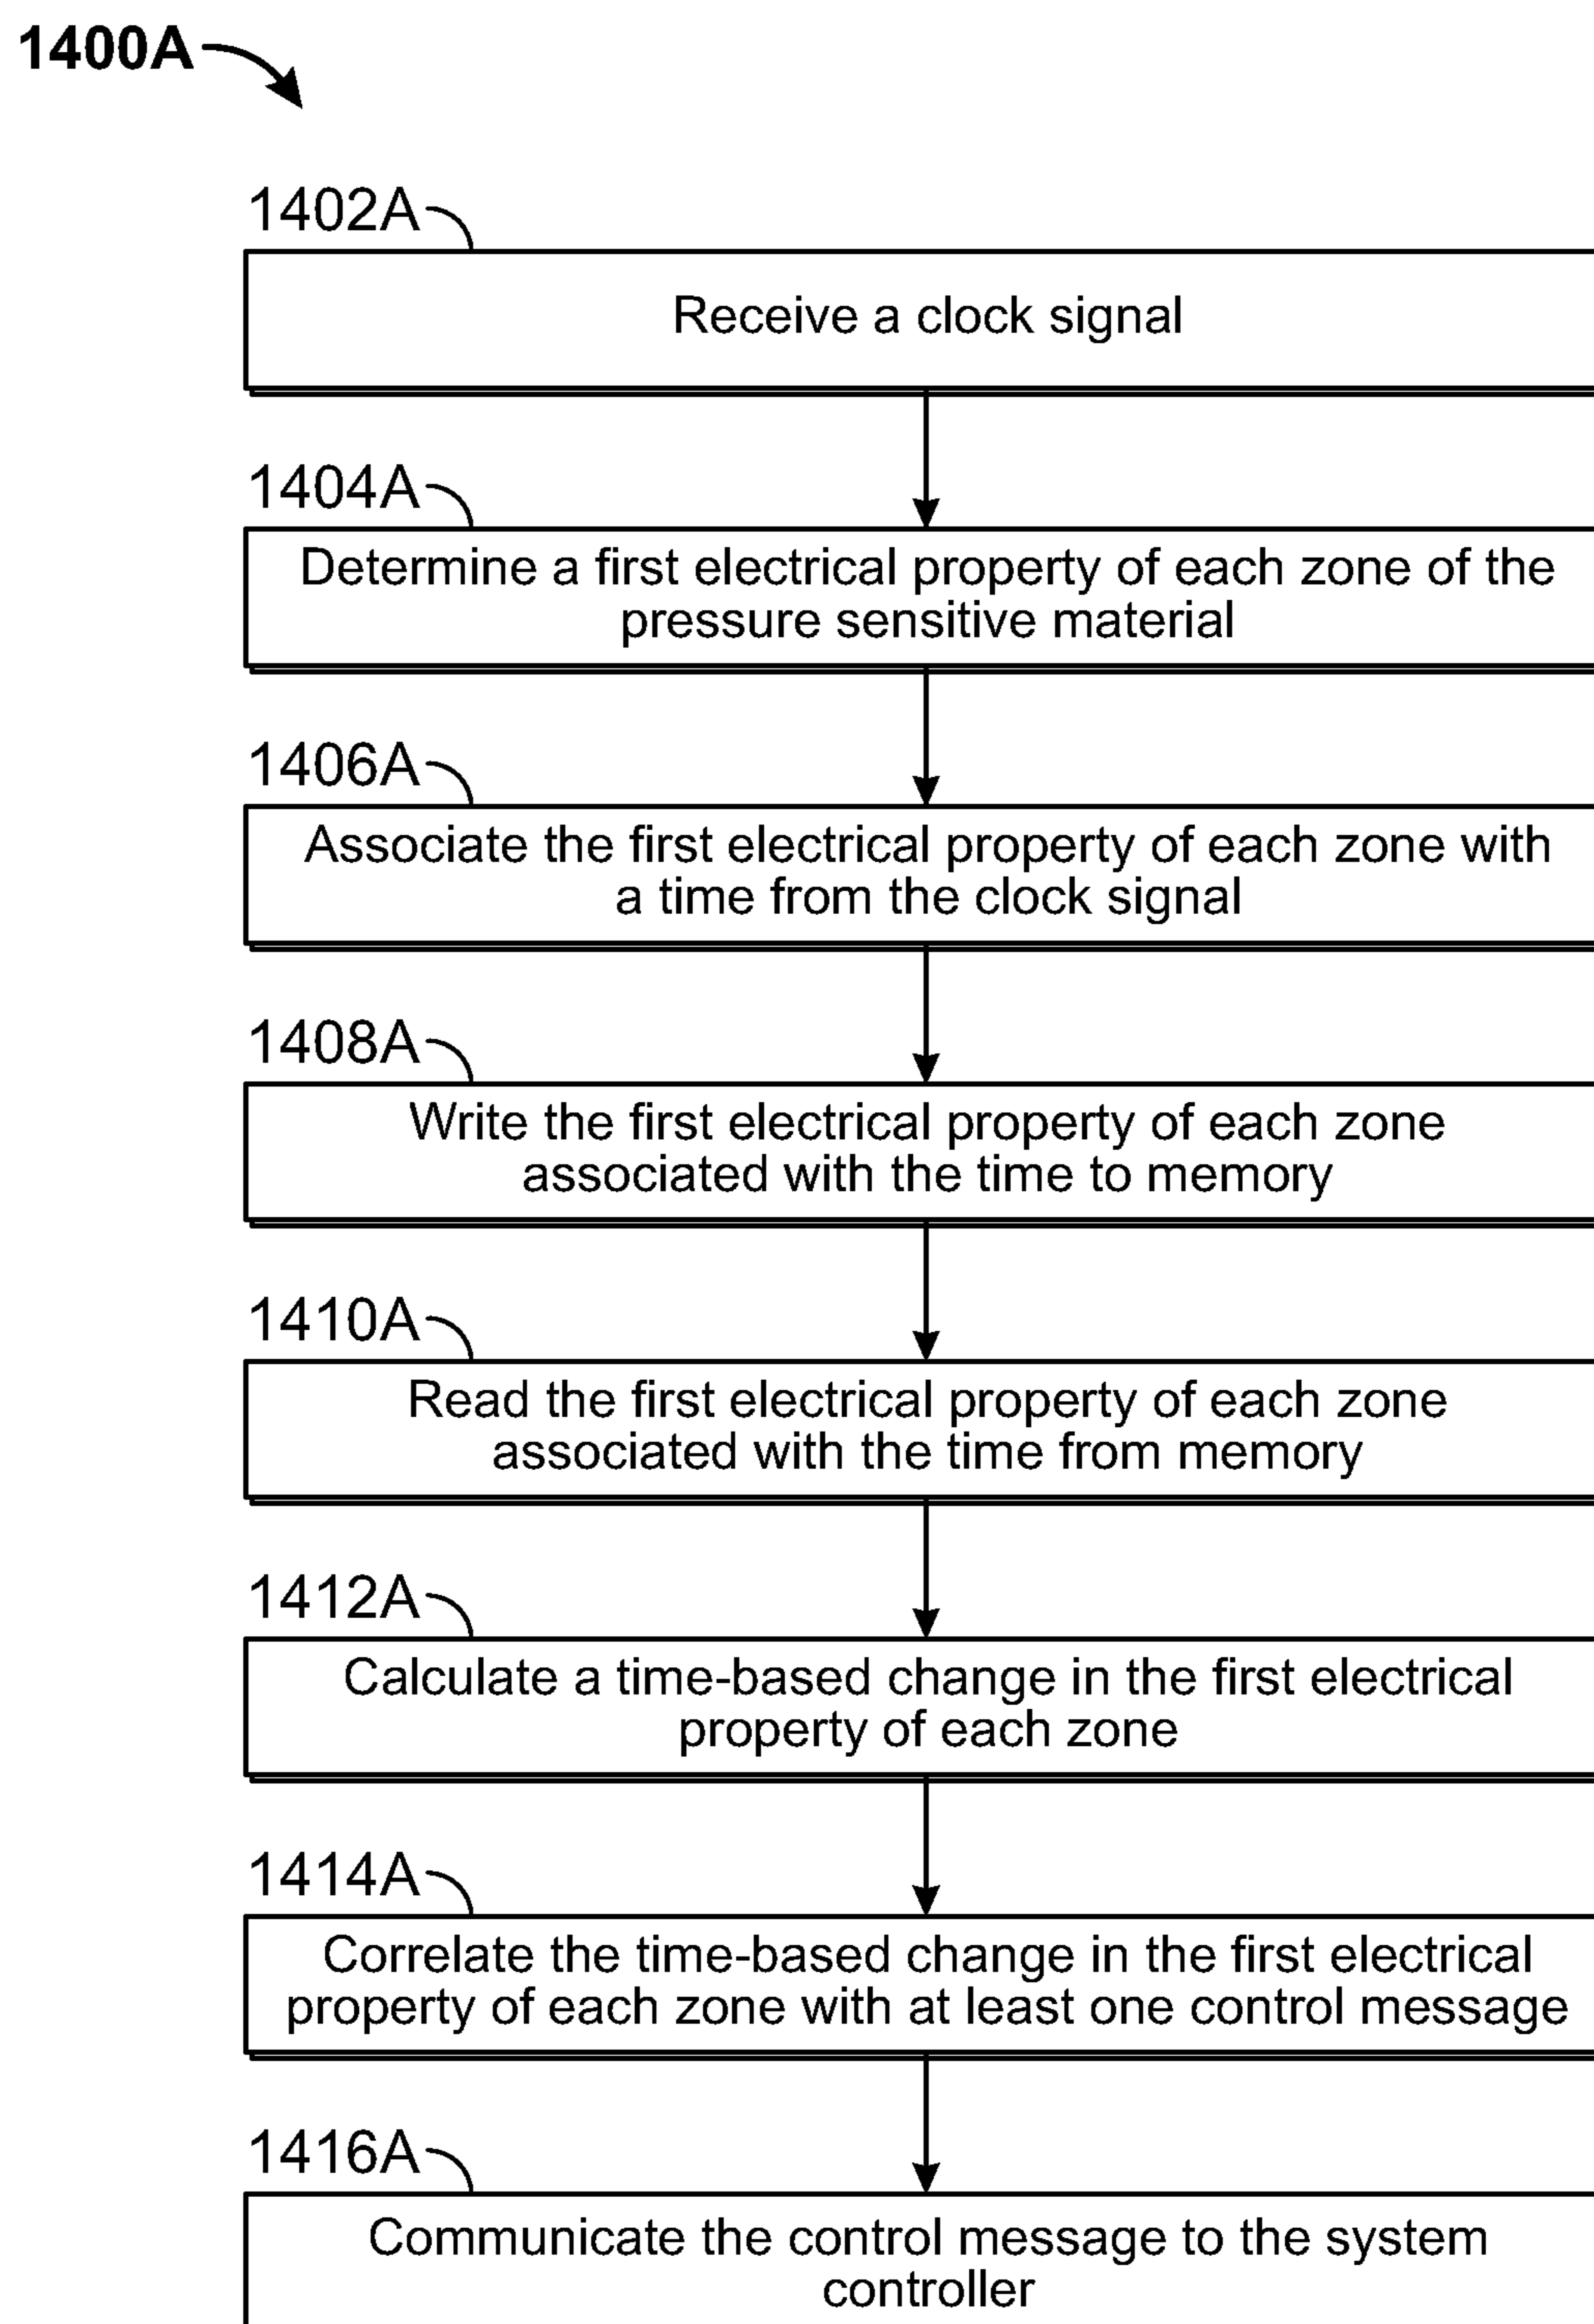 1400A
1402A
Receive a clock signal
1404A
Determine a first electrical property of each zone of the
pressure sensitive material
1406A
Associate the first electrical property of each zone with
a time from the clock signal
1408A
Write the first electrical property of each zone
associated with the time to memory
1410A
Read the first electrical property of each zone
associated with the time from memory
1412A
Calculate a time-based change in the first electrical
property of each zone
1414A
Correlate the time-based change in the first electrical
property of each zone with at least one control message
1416A
Communicate the control message to the system
controller